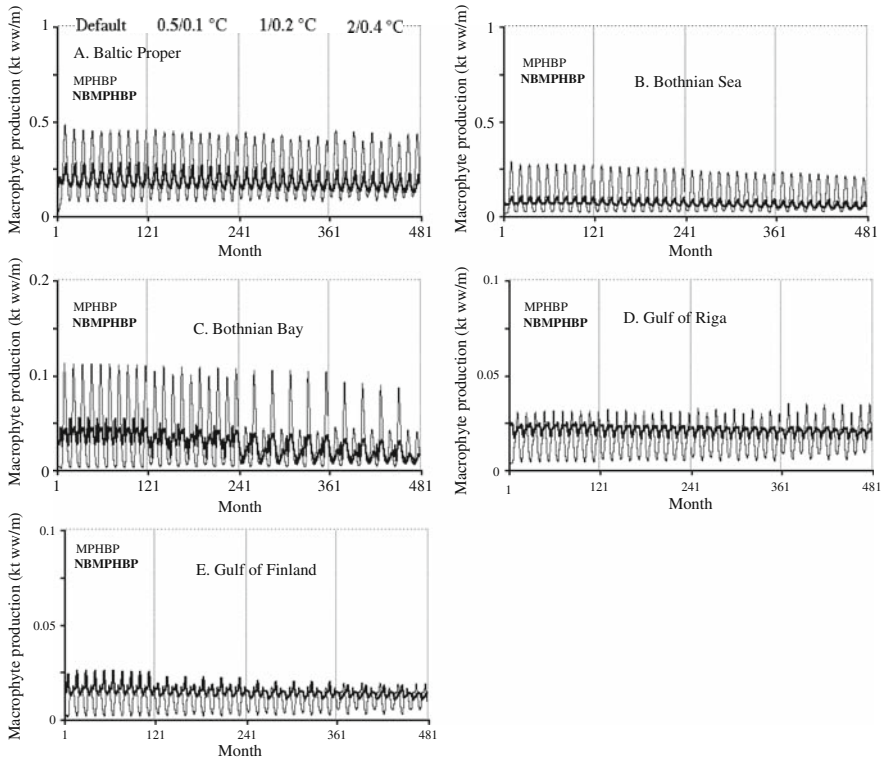 Default 0.5/0.1 °C 1/0.2 °C 2/0.4 °C
Macrophyte production (kt ww/m)
1
0.5
0
A. Baltic Proper
MPHBP
NBMPHBP
1 121 241 361 481
Month
Macrophyte production (kt ww/m)
1
0.5
0
B. Bothnian Sea
MPHBP
NBMPHBP
1 121 241 361 481
Month
Macrophyte production (kt ww/m)
0.2
0.1
0
C. Bothnian Bay
MPHBP
NBMPHBP
1 121 241 361 481
Month
Macrophyte production (kt ww/m)
0.1
0.05
0
D. Gulf of Riga
MPHBP
NBMPHBP
1 121 241 361 481
Month
Macrophyte production (kt ww/m)
0.1
0.05
0
E. Gulf of Finland
MPHBP
NBMPHBP
1 121 241 361 481
Month